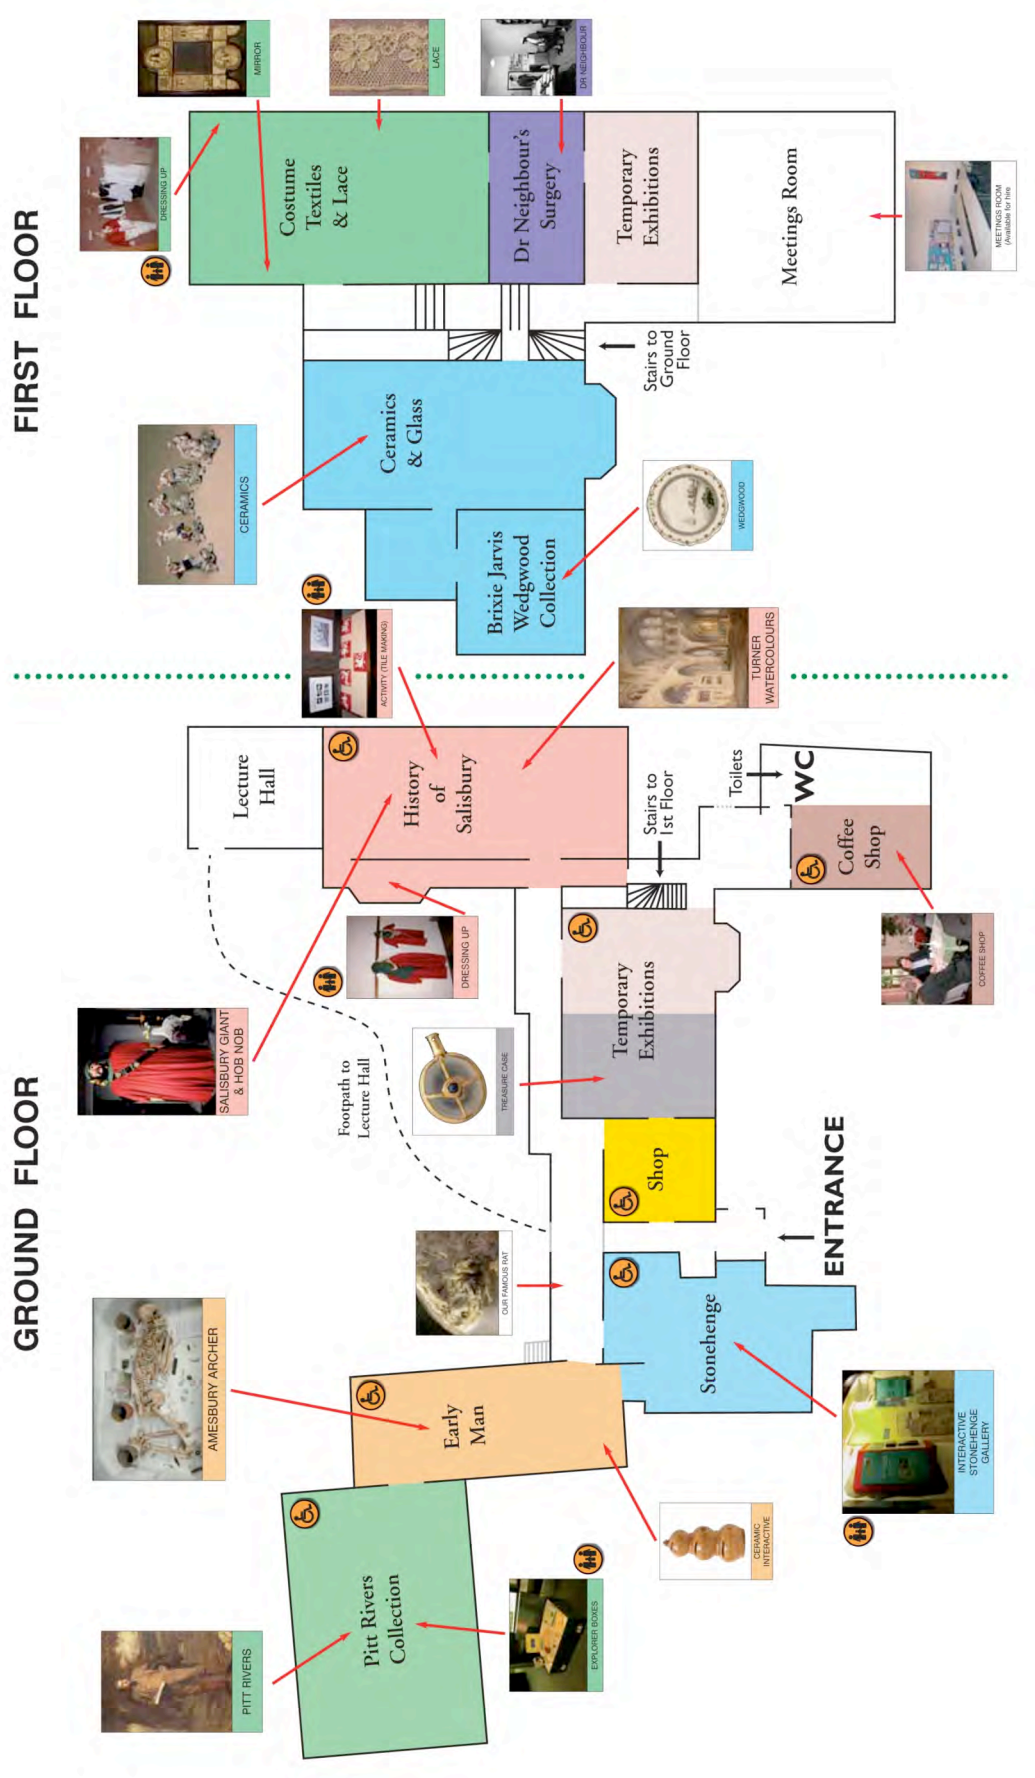 GROUND FLOOR
PITT RIVERS
AMESBURY ARCHER
SALISBURY GIANT
& HOB NOB
Footpath to
Lecture Hall
Lecture
Hall
Pitt Rivers
Collection
Early
Man
OUR FAMOUS RAT
TREASURE CASE
DRESSING UP
ACTIVITY (TILE MAKING)
History
of
Salisbury
EXPLORER BOXES
CERAMIC
INTERACTIVE
Stonehenge
Shop
Temporary
Exhibitions
Stairs to
1st Floor
Toilets
WC
TURNER
WATERCOLOURS
ENTRANCE
Coffee
Shop
COFFEE SHOP
INTERACTIVE
STONEHENGE
GALLERY
FIRST FLOOR
CERAMICS
DRESSING UP
MIRROR
LACE
DR NEIGHBOUR
Costume
Textiles
& Lace
Ceramics
& Glass
Brixie Jarvis
Wedgwood
Collection
Dr Neighbour's
Surgery
Temporary
Exhibitions
Stairs to
Ground
Floor
WEDGWOOD
Meetings Room
MEETINGS ROOM
(Available for hire